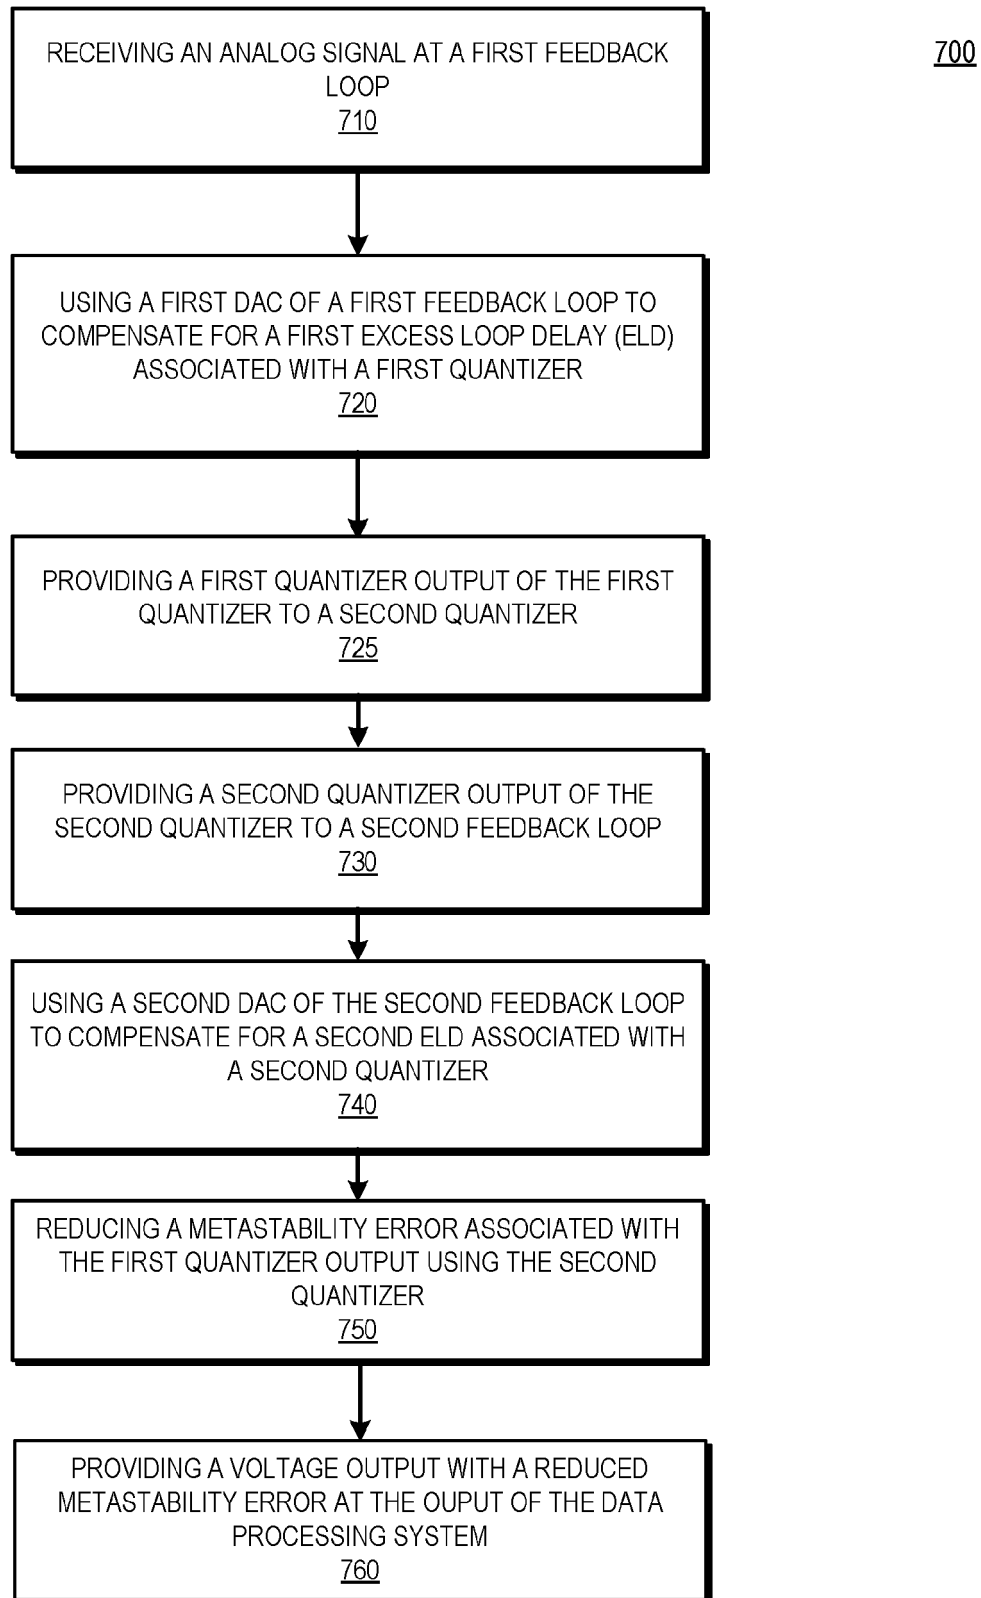 700
RECEIVING AN ANALOG SIGNAL AT A FIRST FEEDBACK
LOOP
710
USING A FIRST DAC OF A FIRST FEEDBACK LOOP TO
COMPENSATE FOR A FIRST EXCESS LOOP DELAY (ELD)
ASSOCIATED WITH A FIRST QUANTIZER
720
PROVIDING A FIRST QUANTIZER OUTPUT OF THE FIRST
QUANTIZER TO A SECOND QUANTIZER
725
PROVIDING A SECOND QUANTIZER OUTPUT OF THE
SECOND QUANTIZER TO A SECOND FEEDBACK LOOP
730
USING A SECOND DAC OF THE SECOND FEEDBACK LOOP
TO COMPENSATE FOR A SECOND ELD ASSOCIATED WITH
A SECOND QUANTIZER
740
REDUCING A METASTABILITY ERROR ASSOCIATED WITH
THE FIRST QUANTIZER OUTPUT USING THE SECOND
QUANTIZER
750
PROVIDING A VOLTAGE OUTPUT WITH A REDUCED
METASTABILITY ERROR AT THE OUPUT OF THE DATA
PROCESSING SYSTEM
760